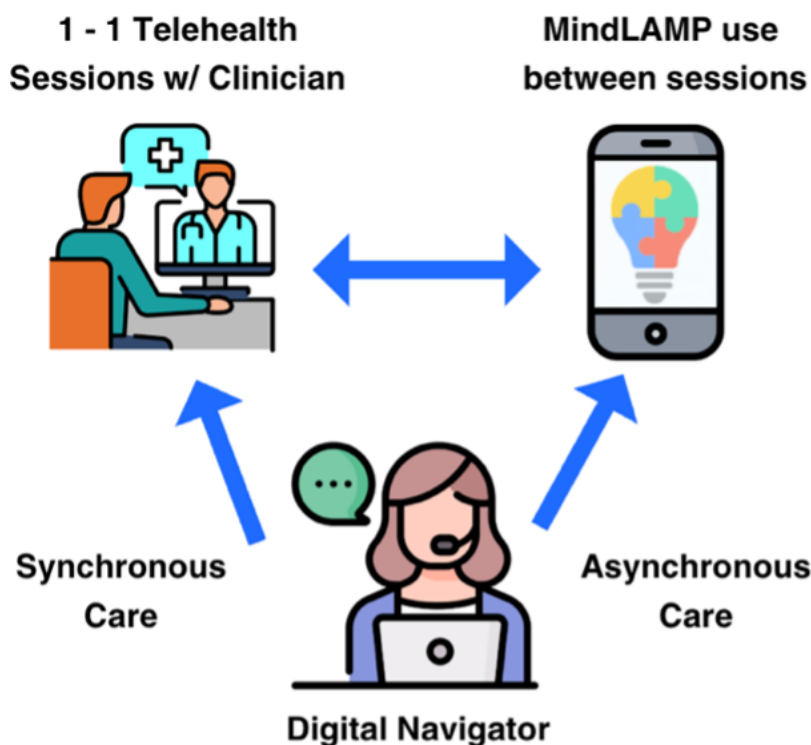 1 - 1 Telehealth
Sessions w/ Clinician
MindLAMP use
between sessions
Synchronous
Care
Asynchronous
Care
Digital Navigator